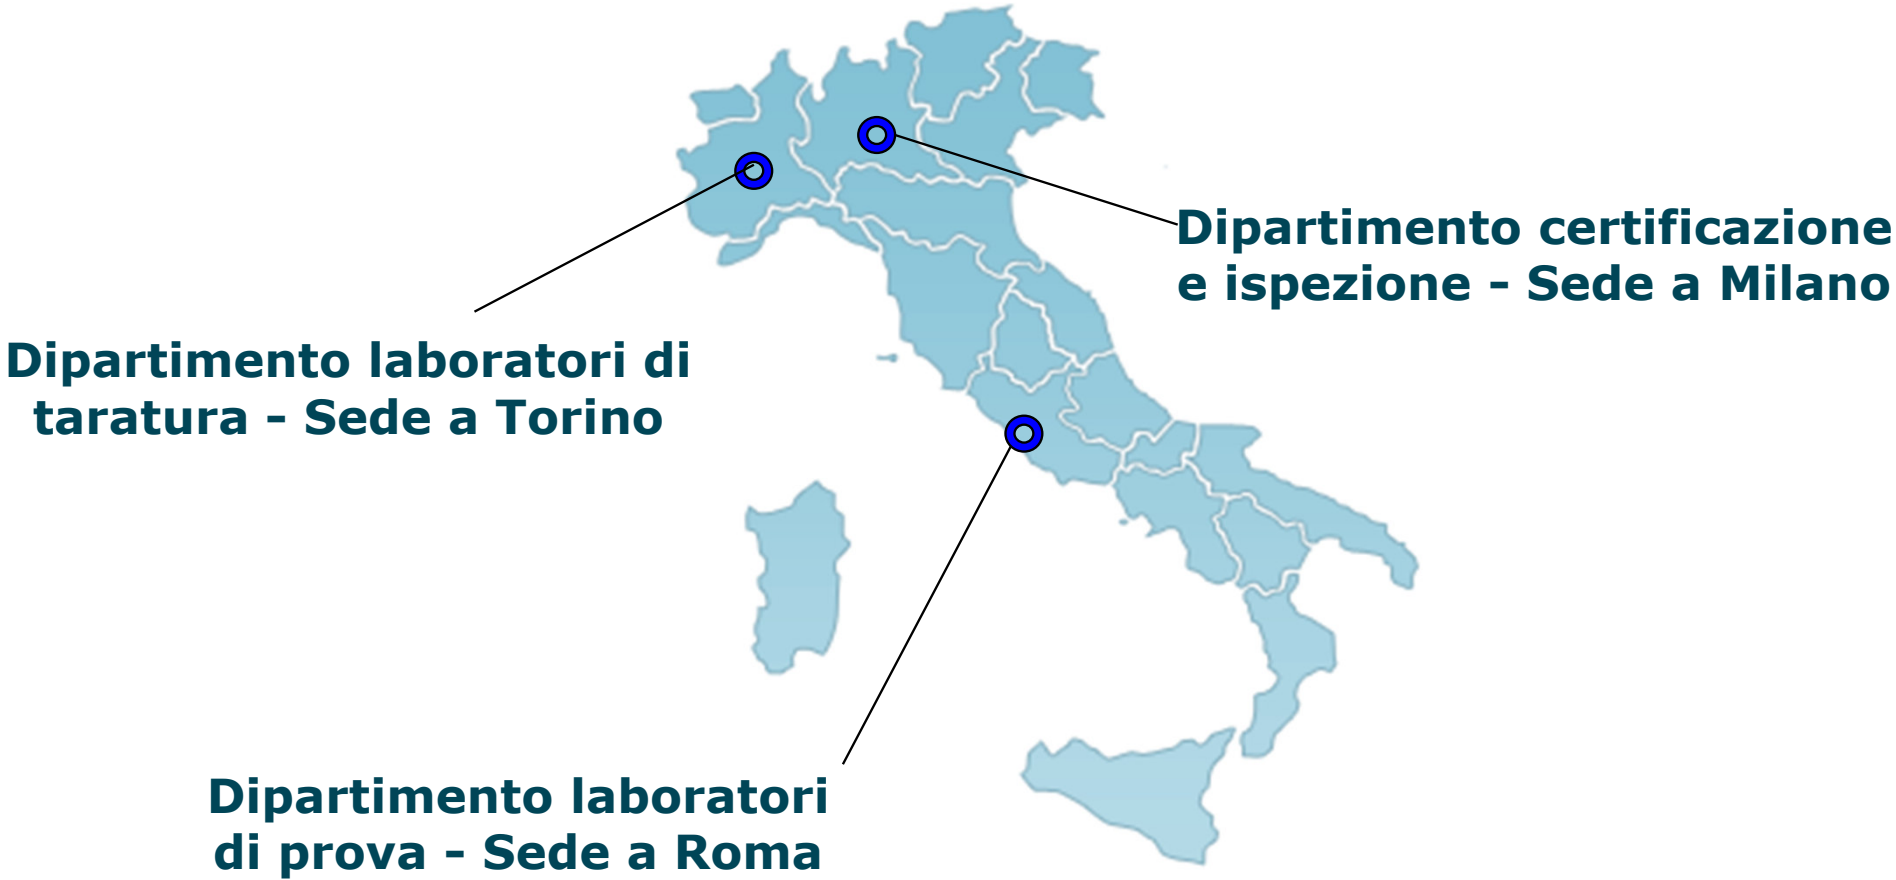 Dipartimento certificazione
e ispezione - Sede a Milano
Dipartimento laboratori di
taratura - Sede a Torino
Dipartimento laboratori
di prova - Sede a Roma